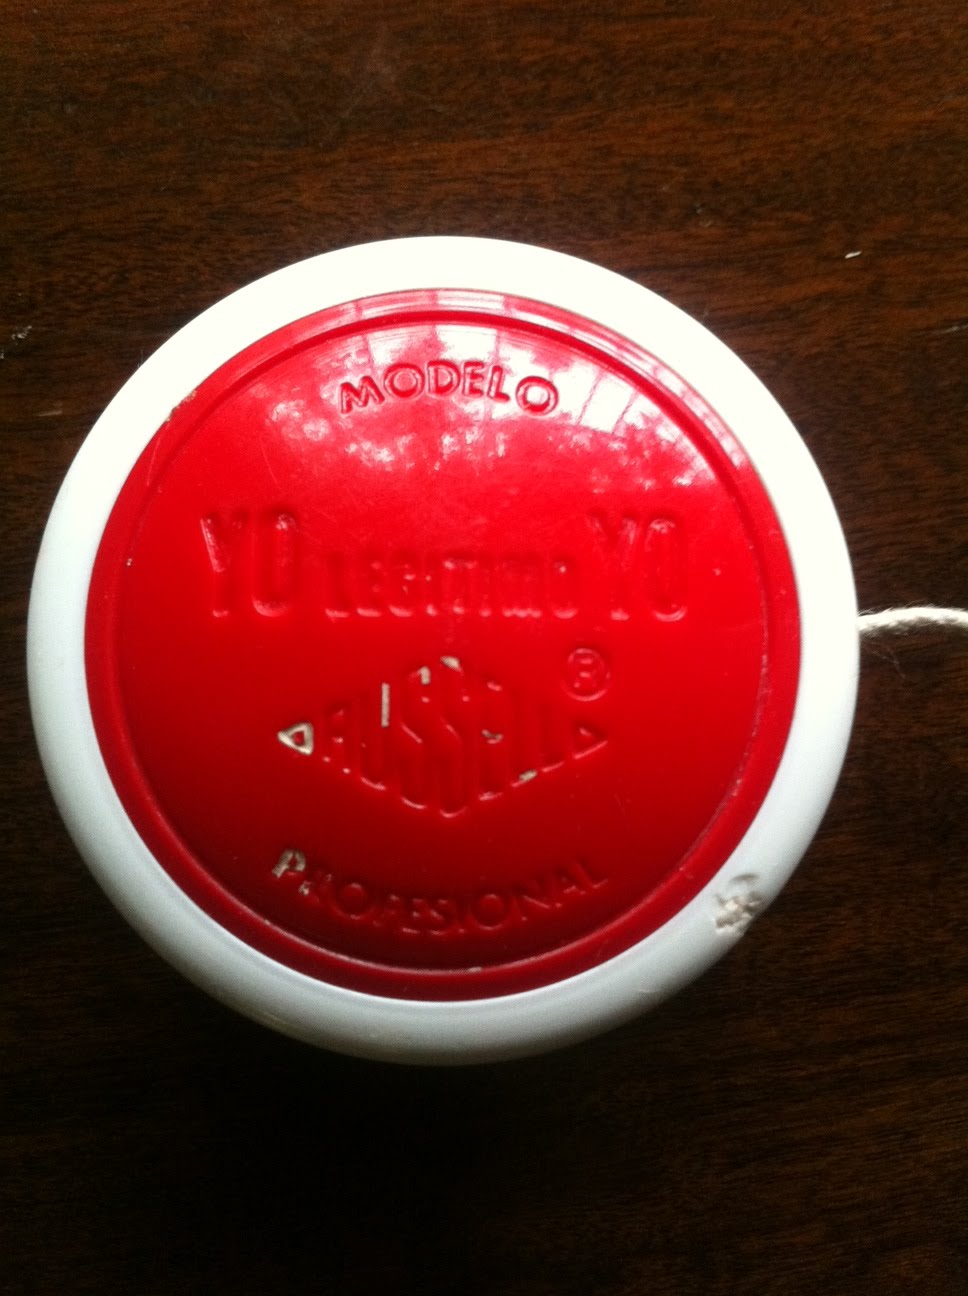 MODELO
YO LEGITIMO YO
RUSSELL ®
PROFESIONAL